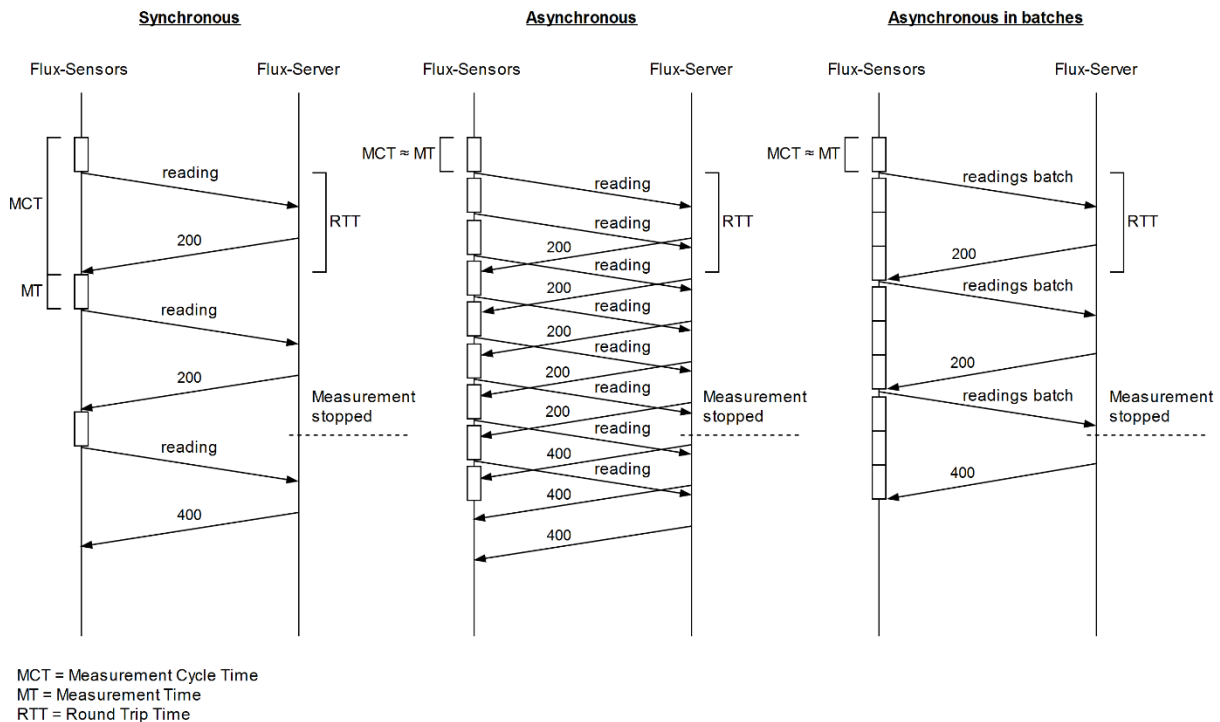 Synchronous
Flux-Sensors
Flux-Server
MCT
reading
RTT
200
MT
reading
200
Measurement
stopped
reading
400
Asynchronous
Flux-Sensors
Flux-Server
MCT ≈ MT
reading
reading
RTT
200
reading
200
reading
200
reading
200
reading
Measurement
stopped
200
reading
400
reading
400
400
Asynchronous in batches
Flux-Sensors
Flux-Server
MCT ≈ MT
readings batch
RTT
200
readings batch
200
readings batch
Measurement
stopped
400
MCT = Measurement Cycle Time
MT = Measurement Time
RTT = Round Trip Time